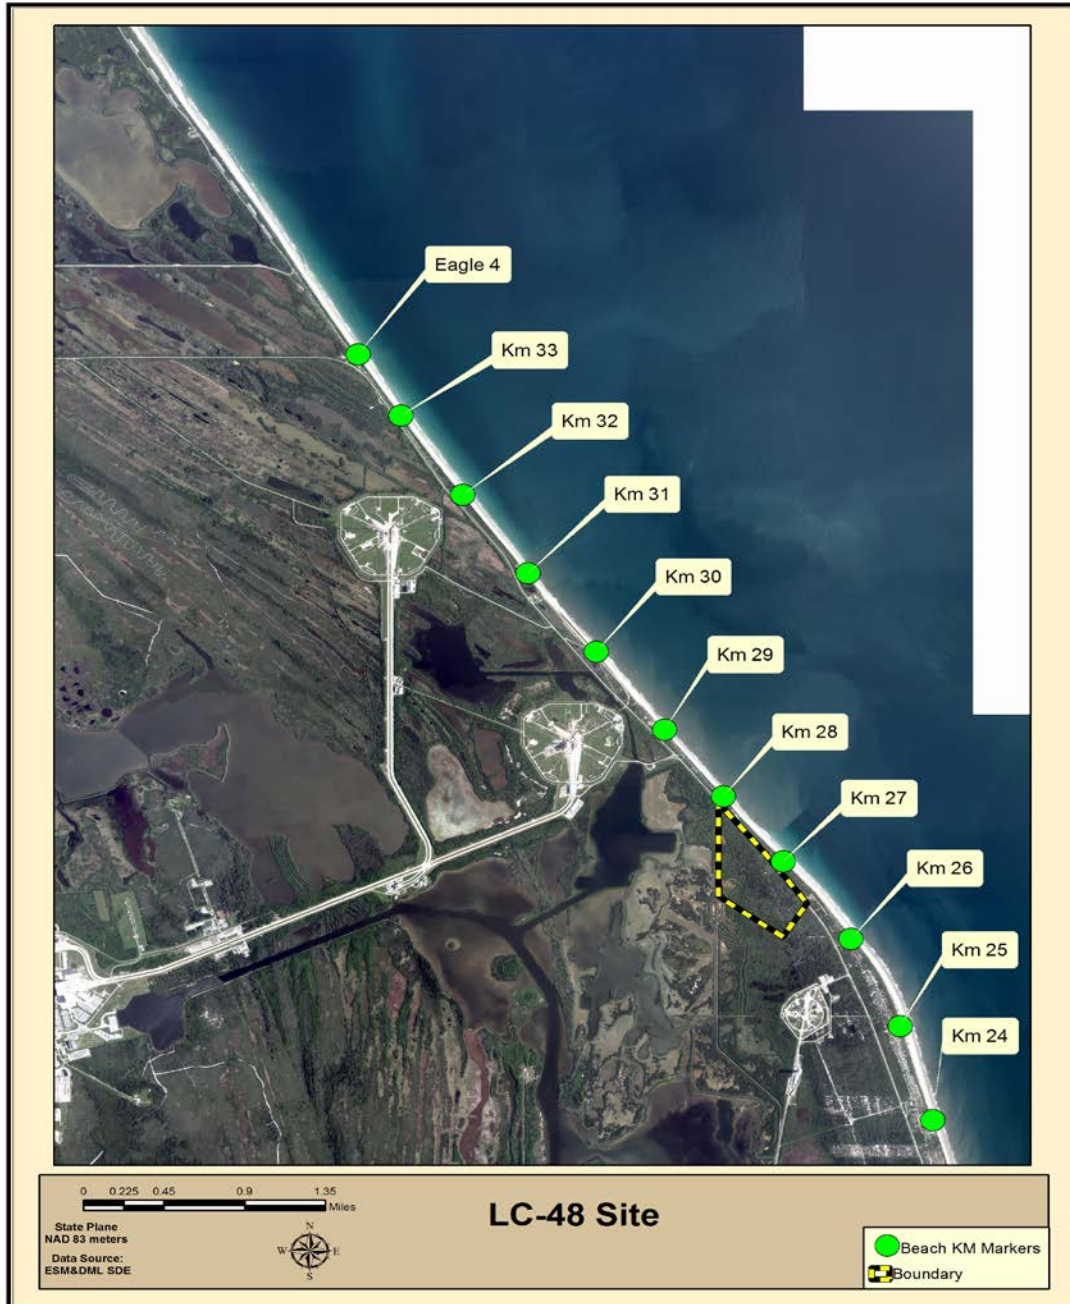 Eagle 4
Km 33
Km 32
Km 31
Km 30
Km 29
Km 28
Km 27
Km 26
Km 25
Km 24
0 0.225 0.45 0.9 1.35
Miles
State Plane
NAD 83 meters
Data Source:
ESM&DML SDE
N
W E
S
LC-48 Site
Beach KM Markers
Boundary